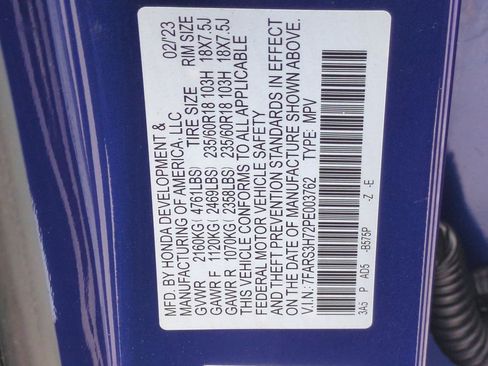 MFD. BY HONDA DEVELOPMENT & 02/23
MANUFACTURING OF AMERICA, LLC
TIRE SIZE RIM SIZE
GVWR 2160KG( 4761LBS)
GAWR F 1120KG( 2469LBS) 235/60R18 103H 18X7.5J
GAWR R 1070KG( 2358LBS) 235/60R18 103H 18X7.5J
THIS VEHICLE CONFORMS TO ALL APPLICABLE
FEDERAL MOTOR VEHICLE SAFETY
AND THEFT PREVENTION STANDARDS IN EFFECT
ON THE DATE OF MANUFACTURE SHOWN ABOVE.
V.I.N: 7FARS3H72PE003762 TYPE: MPV
3A5 P AD5 -B575P -Z -E